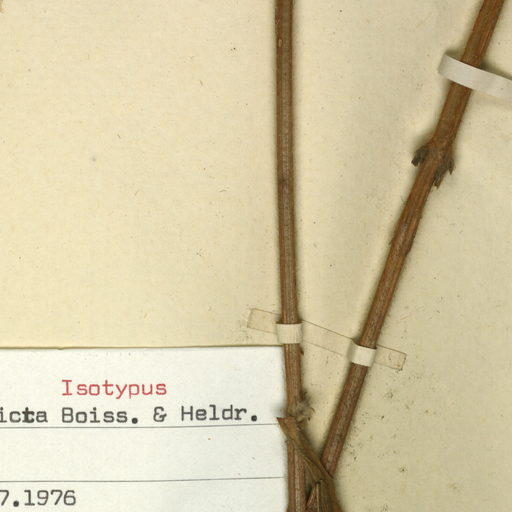 Isotypus
icta Boiss. & Heldr.
7.1976